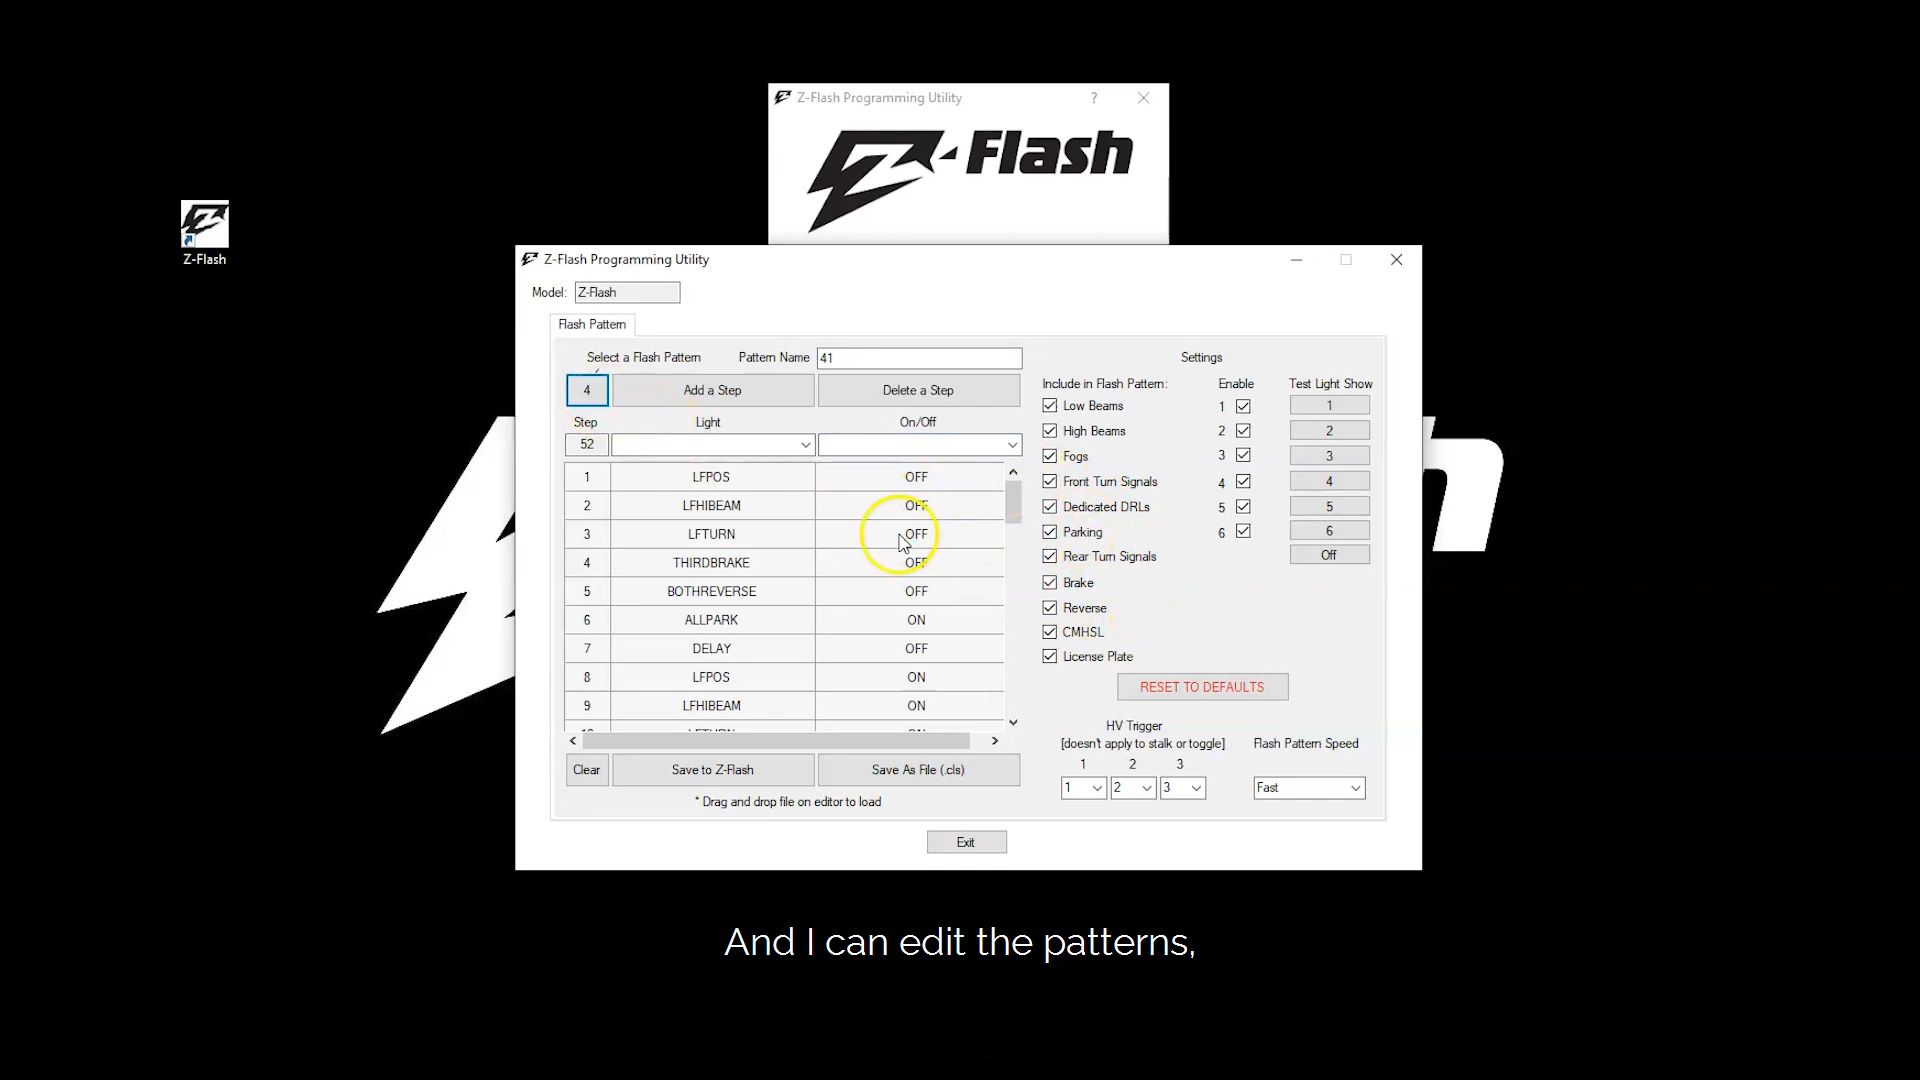 Z-Flash Programming Utility ?
Z-Flash
Z-Flash
Z-Flash Programming Utility
Model: Z-Flash
Flash Pattern
Select a Flash Pattern Pattern Name 41
4 Add a Step Delete a Step
Step Light On/Off
52
1 LFPOS OFF
2 LFHIBEAM OFF
3 LFTURN OFF
4 THIRDBRAKE OFF
5 BOTHREVERSE OFF
6 ALLPARK ON
7 DELAY OFF
8 LFPOS ON
9 LFHIBEAM ON
Clear Save to Z-Flash Save As File (.cls)
* Drag and drop file on editor to load
Settings
Include in Flash Pattern: Enable Test Light Show
Low Beams 1 1
High Beams 2 2
Fogs 3 3
Front Turn Signals 4 4
Dedicated DRLs 5 5
Parking 6 6
Rear Turn Signals Off
Brake
Reverse
CMHSL
License Plate
RESET TO DEFAULTS
HV Trigger
[doesn't apply to stalk or toggle] Flash Pattern Speed
1 2 3
1 2 3 Fast
Exit
And I can edit the patterns,